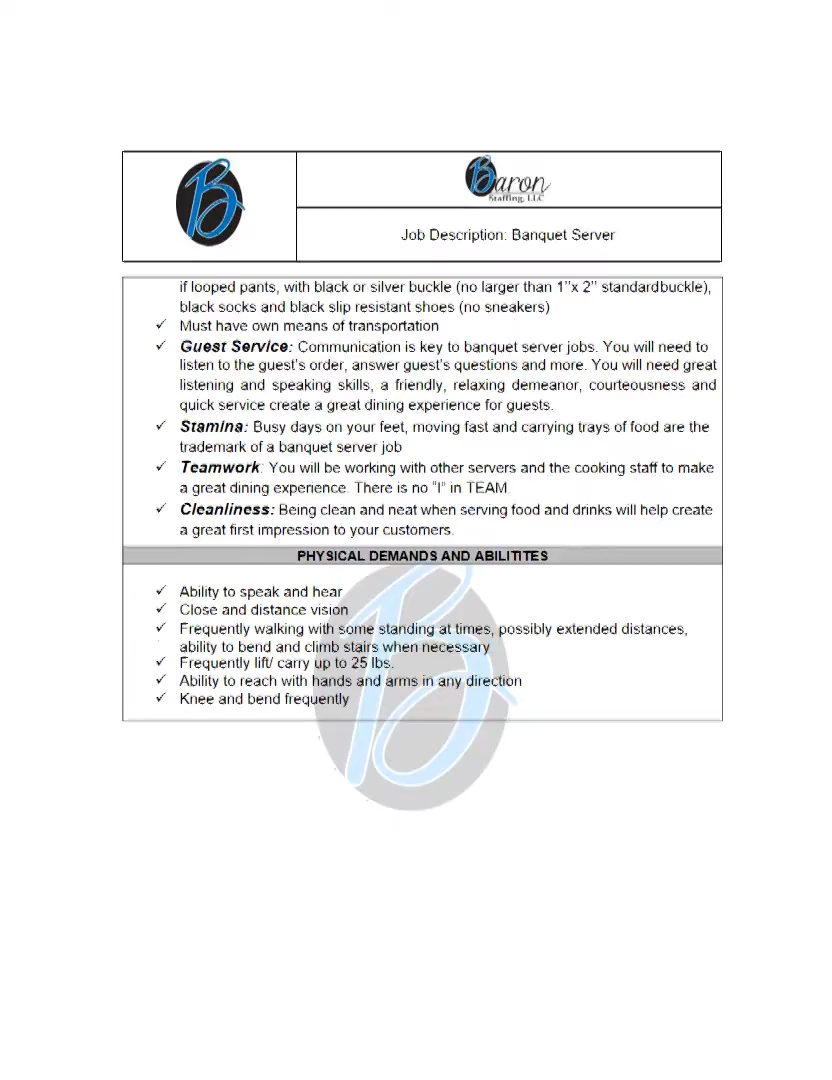 B
Baron
Staffing, LLC
Job Description: Banquet Server
if looped pants, with black or silver buckle (no larger than 1’’x 2’’ standardbuckle),
black socks and black slip resistant shoes (no sneakers)
✓ Must have own means of transportation
✓ Guest Service: Communication is key to banquet server jobs. You will need to
listen to the guest’s order, answer guest’s questions and more. You will need great
listening and speaking skills, a friendly, relaxing demeanor, courteousness and
quick service create a great dining experience for guests.
✓ Stamina: Busy days on your feet, moving fast and carrying trays of food are the
trademark of a banquet server job
✓ Teamwork: You will be working with other servers and the cooking staff to make
a great dining experience. There is no “I” in TEAM.
✓ Cleanliness: Being clean and neat when serving food and drinks will help create
a great first impression to your customers.
PHYSICAL DEMANDS AND ABILITITES
✓ Ability to speak and hear
✓ Close and distance vision
✓ Frequently walking with some standing at times, possibly extended distances,
ability to bend and climb stairs when necessary
✓ Frequently lift/ carry up to 25 lbs.
✓ Ability to reach with hands and arms in any direction
✓ Knee and bend frequently
B